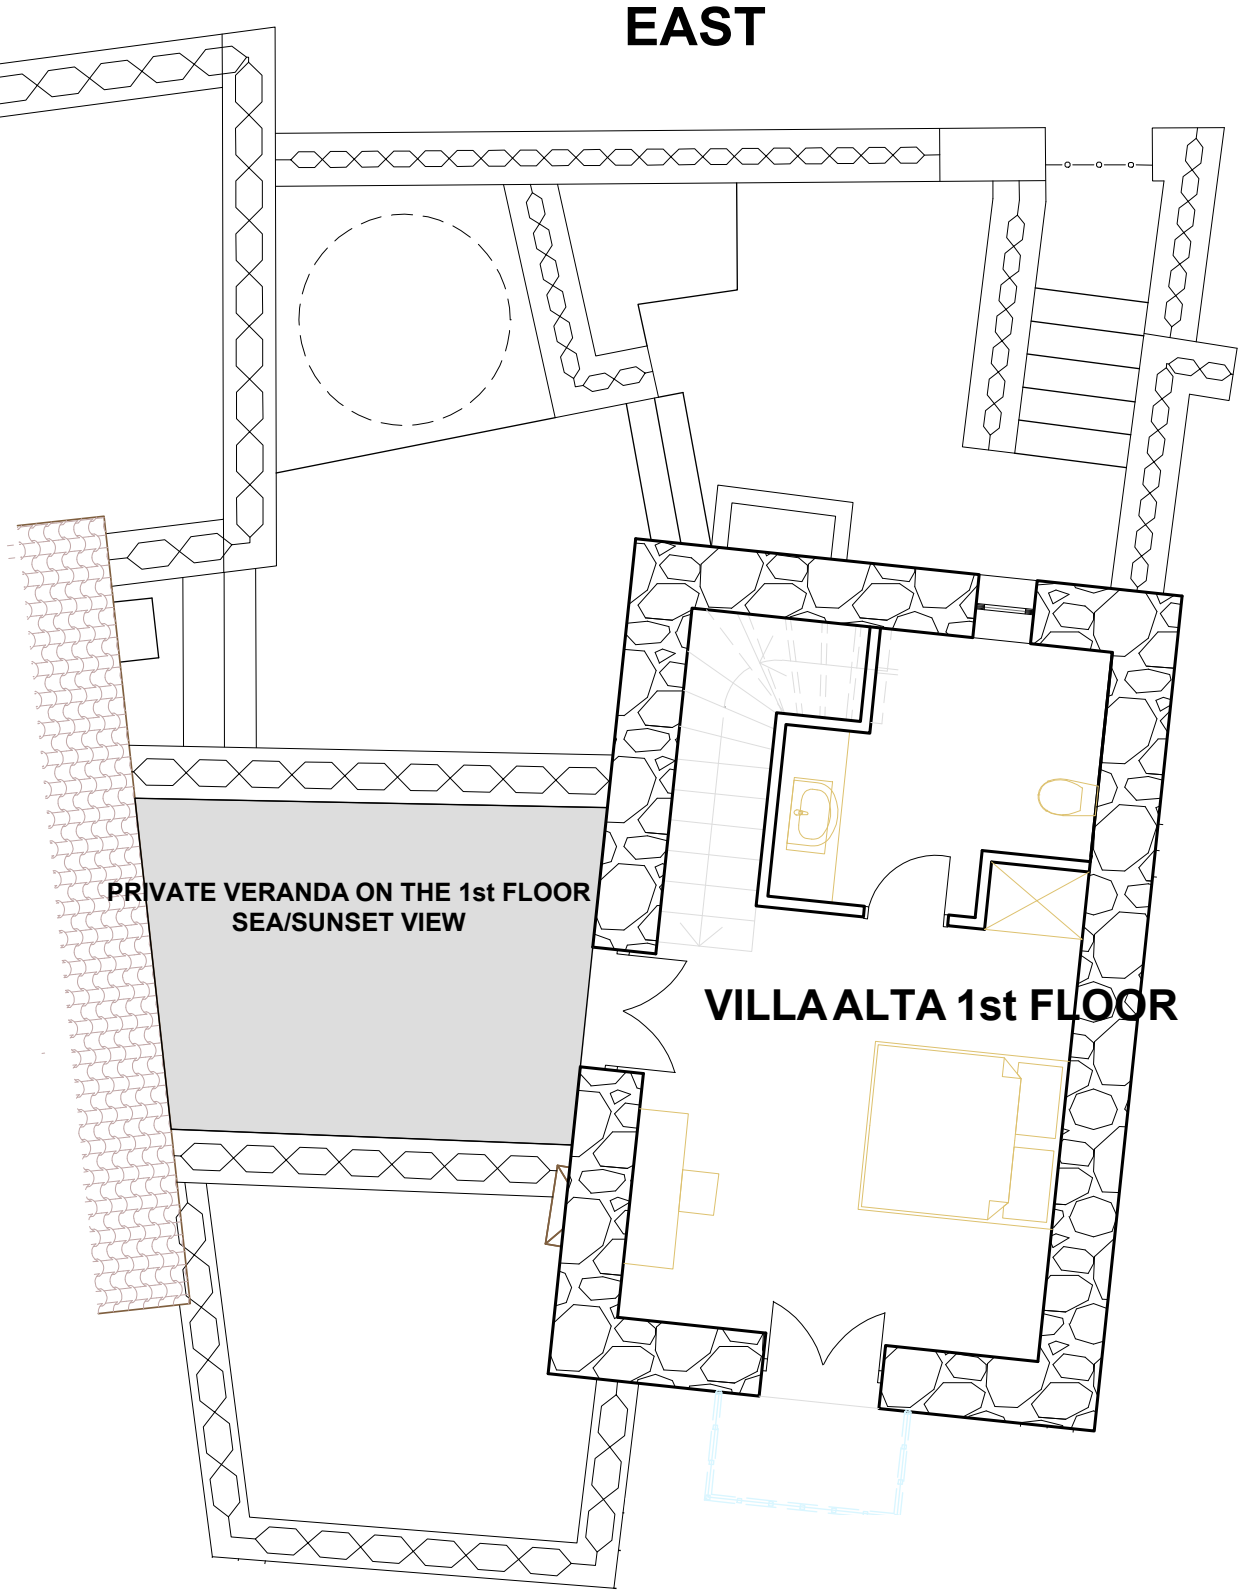 EAST
PRIVATE VERANDA ON THE 1st FLOOR
SEA/SUNSET VIEW
VILLA ALTA 1st FLOOR